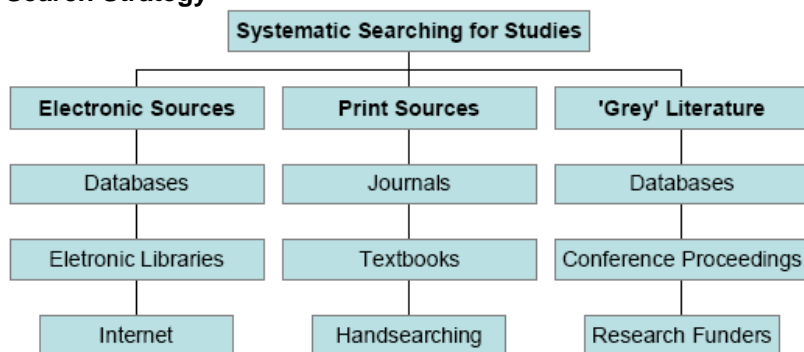 Search Strategy
Systematic Searching for Studies
Electronic Sources
Print Sources
'Grey' Literature
Databases
Journals
Databases
Eletronic Libraries
Textbooks
Conference Proceedings
Internet
Handsearching
Research Funders